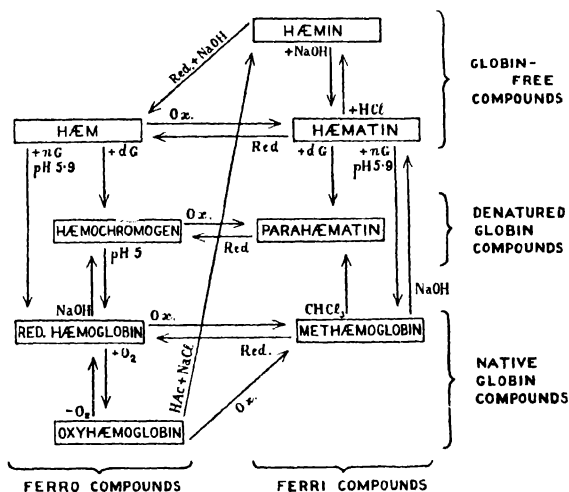 HÆMIN
Red. + NaOH
+NaOH
+HCl
GLOBIN-
FREE
COMPOUNDS
HÆM
Ox.
Red
HÆMATIN
+nG
pH 5·9
+dG
+dG
+nG
pH 5·9
HÆMOCHROMOGEN
Ox.
Red
PARAHÆMATIN
DENATURED
GLOBIN
COMPOUNDS
pH 5
NaOH
CHCl3
NaOH
RED. HÆMOGLOBIN
Ox.
Red.
METHÆMOGLOBIN
+O2
-O2
HAc + NaCl
Ox.
NATIVE
GLOBIN
COMPOUNDS
OXYHÆMOGLOBIN
FERRO COMPOUNDS
FERRI COMPOUNDS